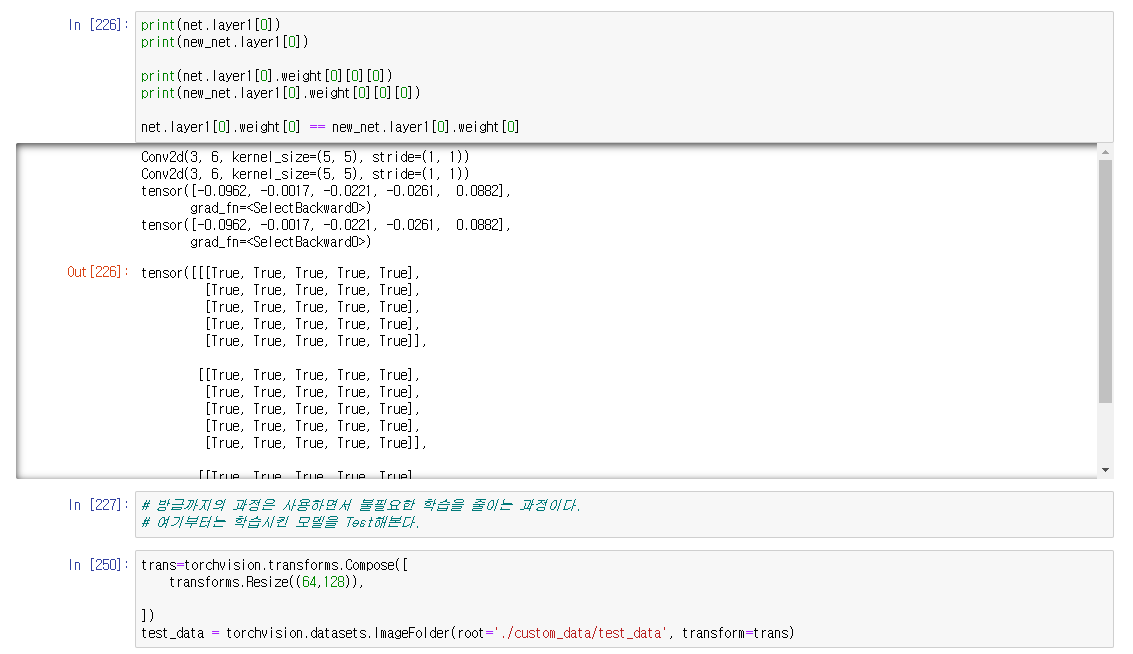 In [226]:
print(net.layer1[0])
print(new_net.layer1[0])
print(net.layer1[0].weight[0][0][0])
print(new_net.layer1[0].weight[0][0][0])
net.layer1[0].weight[0] == new_net.layer1[0].weight[0]
Conv2d(3, 6, kernel_size=(5, 5), stride=(1, 1))
Conv2d(3, 6, kernel_size=(5, 5), stride=(1, 1))
tensor([-0.0962, -0.0017, -0.0221, -0.0261,  0.0882],
grad_fn=<SelectBackward0>)
tensor([-0.0962, -0.0017, -0.0221, -0.0261,  0.0882],
grad_fn=<SelectBackward0>)
Out[226]:
tensor([[[True, True, True, True, True],
[True, True, True, True, True],
[True, True, True, True, True],
[True, True, True, True, True],
[True, True, True, True, True]],
[[True, True, True, True, True],
[True, True, True, True, True],
[True, True, True, True, True],
[True, True, True, True, True],
[True, True, True, True, True]],
[[True, True, True, True, True],
In [227]:
# 방금까지의 과정은 사용하면서 불필요한 학습을 줄이는 과정이다.
# 여기부터는 학습시킨 모델을 Test해본다.
In [250]:
trans=torchvision.transforms.Compose([
transforms.Resize((64,128)),
])
test_data = torchvision.datasets.ImageFolder(root='./custom_data/test_data', transform=trans)